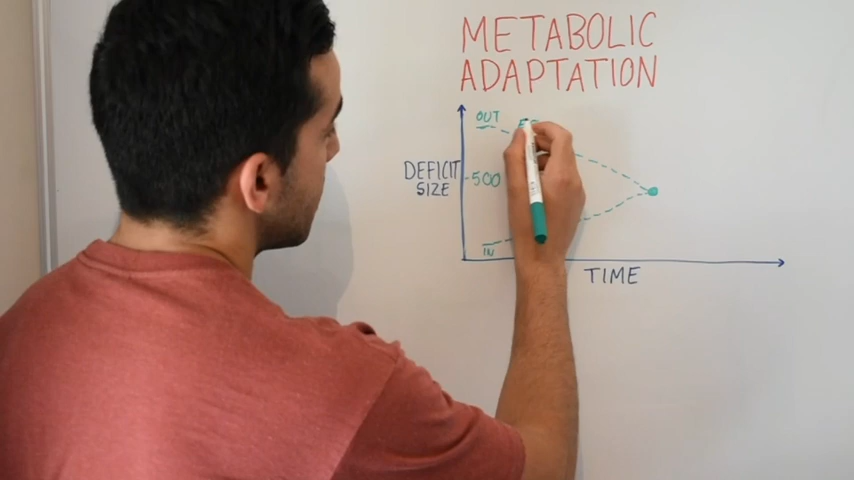 METABOLIC
ADAPTATION
OUT
DEFICIT
SIZE
500
IN
TIME